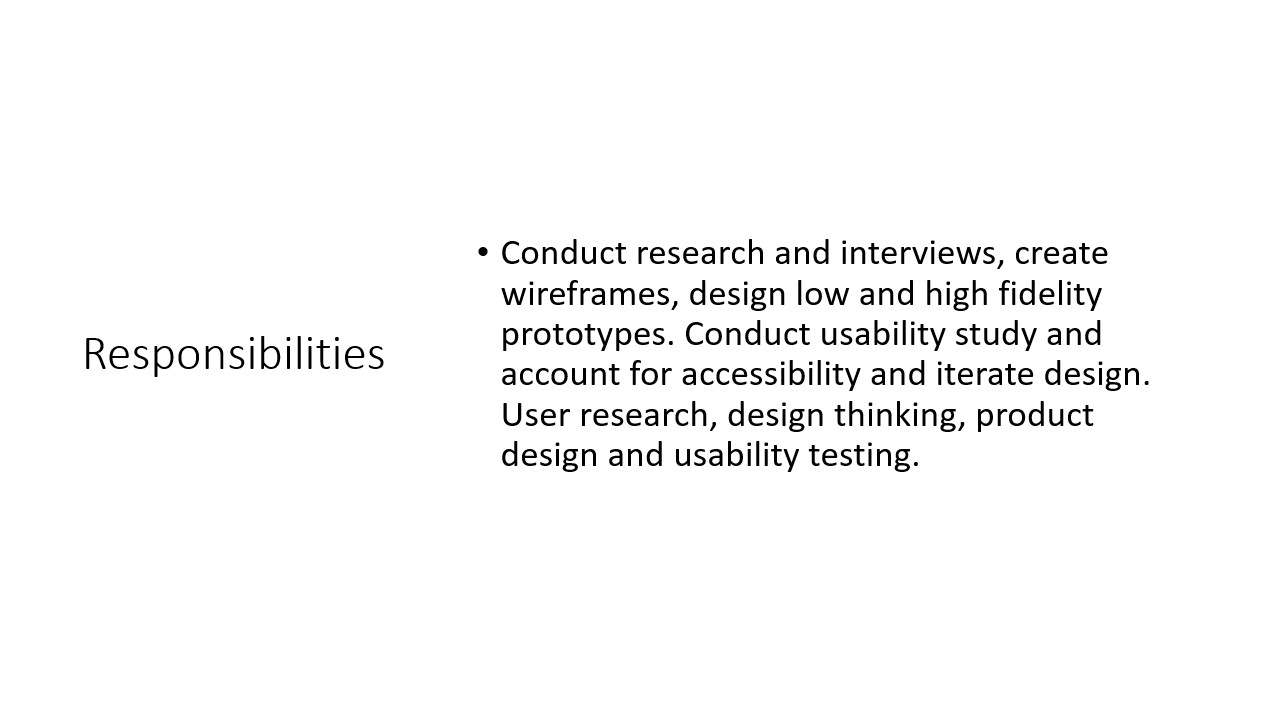 Responsibilities
• Conduct research and interviews, create
wireframes, design low and high fidelity
prototypes. Conduct usability study and
account for accessibility and iterate design.
User research, design thinking, product
design and usability testing.